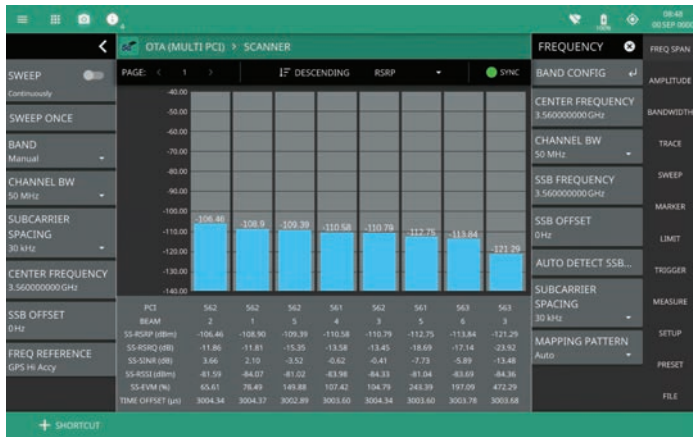 09:48
100%
OTA (MULTI PCI) > SCANNER
FREQUENCY
FREQ SPAN
SWEEP
Continuously
PAGE: < 1 >
DESCENDING
RSRP
SYNC
BAND CONFIG
AMPLITUDE
SWEEP ONCE
CENTER FREQUENCY
3.560000000 GHz
BANDWIDTH
BAND
Manual
CHANNEL BW
50 MHz
TRACE
CHANNEL BW
50 MHz
SSB FREQUENCY
3.560000000 GHz
SWEEP
SUBCARRIER
SPACING
30 kHz
SSB OFFSET
0 Hz
MARKER
LIMIT
CENTER FREQUENCY
3.560000000 GHz
AUTO DETECT SSB...
TRIGGER
SSB OFFSET
0 Hz
SUBCARRIER
SPACING
30 kHz
MEASURE
FREQ REFERENCE
GPS Hi Accy
MAPPING PATTERN
Auto
SETUP
PRESET
FILE
-40.00
-50.00
-60.00
-70.00
-80.00
-90.00
-100.00
-110.00
-120.00
-130.00
-140.00
-106.46 -108.9 -109.39 -110.58 -110.79 -112.75 -113.84 -121.29
PCI 562 562 562 561 562 561 563 563
BEAM 2 1 5 4 3 5 6 3
SS-RSRP (dBm) -106.46 -108.90 -109.39 -110.58 -110.79 -112.75 -113.84 -121.29
SS-RSRQ (dB) -11.86 -11.81 -15.35 -13.58 -13.45 -18.69 -17.14 -23.92
SS-SINR (dB) 3.66 2.10 -3.52 -0.62 -0.41 -7.73 -5.89 -13.48
SS-RSSI (dBm) -81.59 -84.07 -81.02 -83.98 -84.33 -81.04 -83.69 -84.36
SS-EVM (%) 65.61 78.49 149.88 107.42 104.79 243.39 197.09 472.29
TIME OFFSET (µs) 3004.34 3004.37 3002.89 3003.60 3004.34 3003.60 3003.78 3003.68
+ SHORTCUT